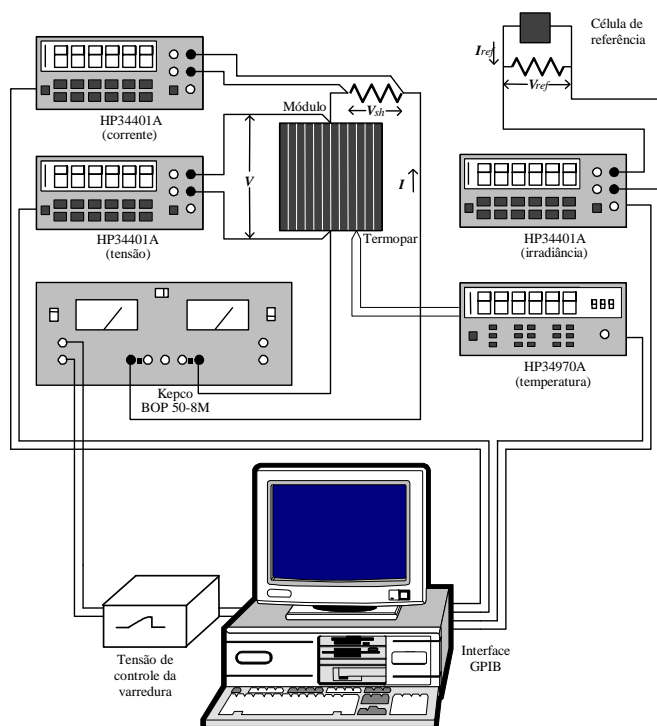 Célula de
referência
I_ref
V_ref
HP34401A
(corrente)
Módulo
V_sh
V
I
HP34401A
(tensão)
Termopar
HP34401A
(irradiância)
HP34970A
(temperatura)
Kepco
BOP 50-8M
Tensão de
controle da
varredura
Interface
GPIB